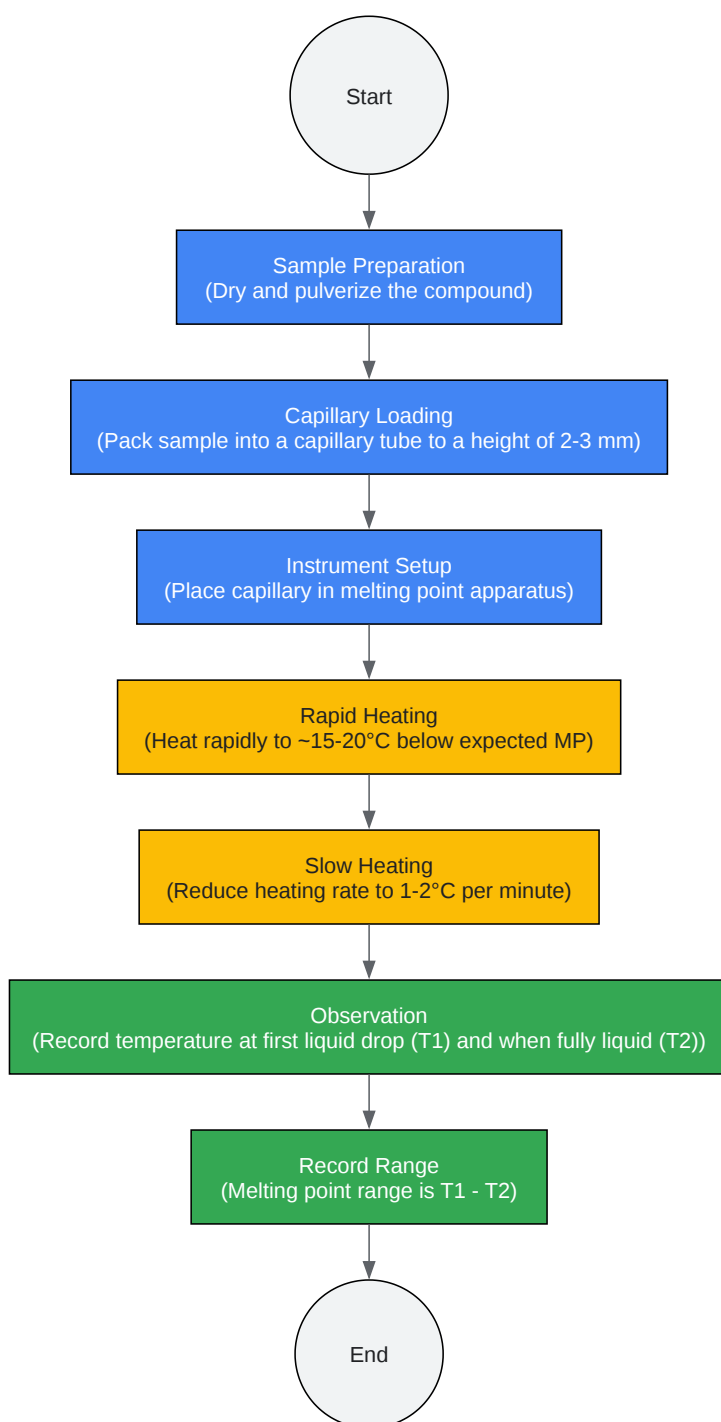 Start
Sample Preparation
(Dry and pulverize the compound)
Capillary Loading
(Pack sample into a capillary tube to a height of 2-3 mm)
Instrument Setup
(Place capillary in melting point apparatus)
Rapid Heating
(Heat rapidly to ~15-20°C below expected MP)
Slow Heating
(Reduce heating rate to 1-2°C per minute)
Observation
(Record temperature at first liquid drop (T1) and when fully liquid (T2))
Record Range
(Melting point range is T1 - T2)
End